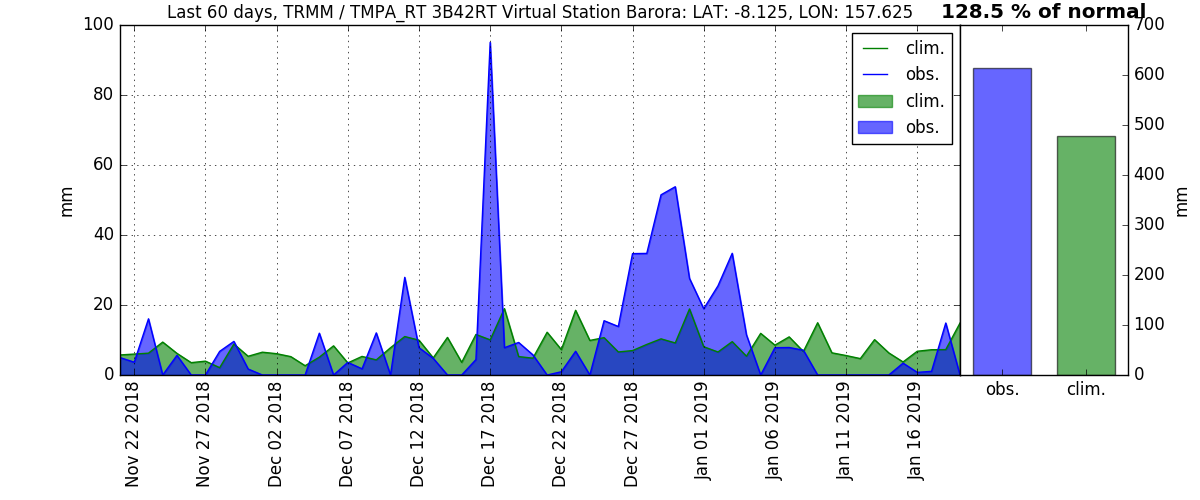 Last 60 days, TRMM / TMPA_RT 3B42RT Virtual Station Barora: LAT: -8.125, LON: 157.625
128.5 % of normal
mm
100
80
60
40
20
0
clim.
obs.
clim.
obs.
700
600
500
400
300
200
100
0
mm
Nov 22 2018
Nov 27 2018
Dec 02 2018
Dec 07 2018
Dec 12 2018
Dec 17 2018
Dec 22 2018
Dec 27 2018
Jan 01 2019
Jan 06 2019
Jan 11 2019
Jan 16 2019
obs.
clim.